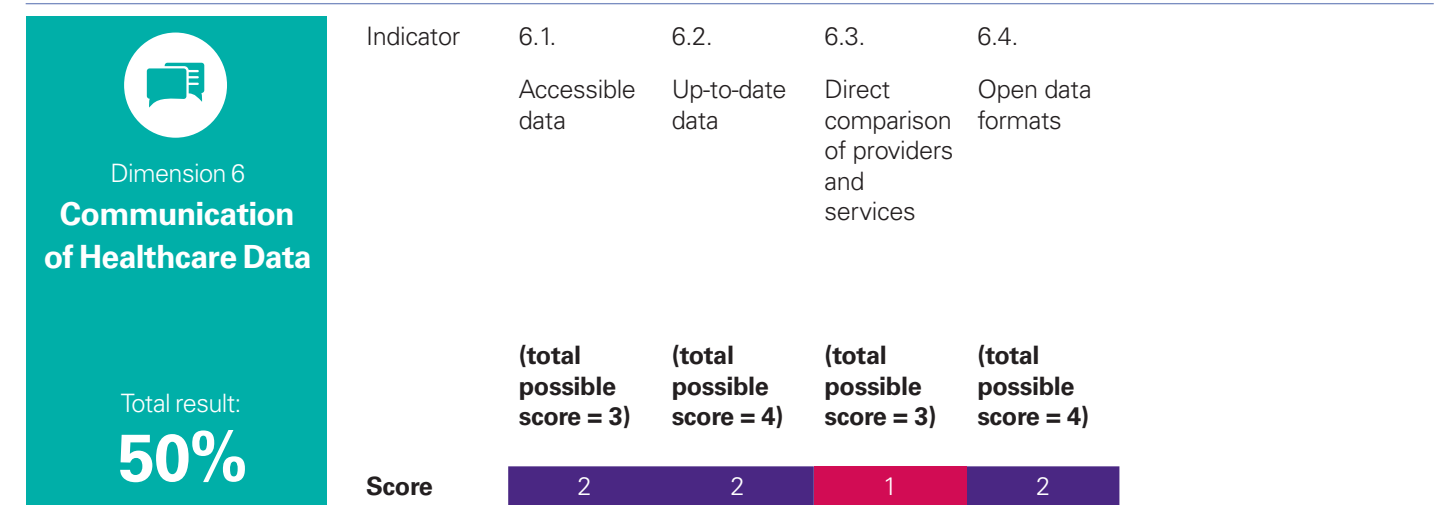 Dimension 6
Communication
of Healthcare Data
Total result:
50%
Indicator
6.1.
Accessible
data
(total
possible
score = 3)
6.2.
Up-to-date
data
(total
possible
score = 4)
6.3.
Direct
comparison
of providers
and
services
(total
possible
score = 3)
6.4.
Open data
formats
(total
possible
score = 4)
Score
2
2
1
2